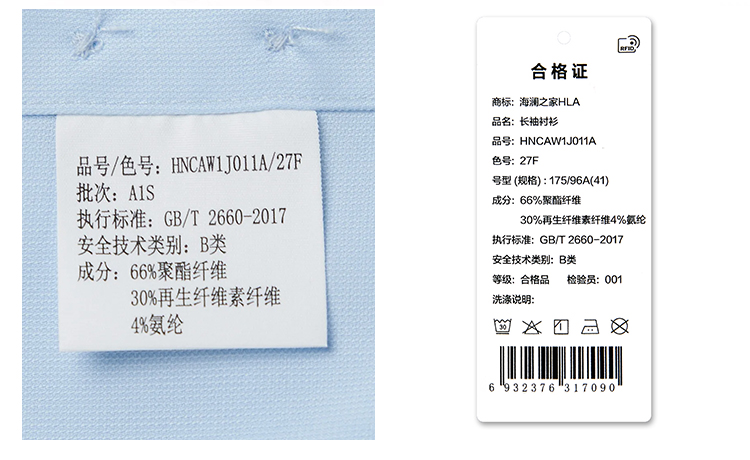 品号/色号: HNCAW1J011A/27F
批次: A1S
执行标准: GB/T 2660-2017
安全技术类别: B类
成分: 66%聚酯纤维
30%再生纤维素纤维
4%氨纶
RFID
合格证
商标: 海澜之家HLA
品名: 长袖衬衫
品号: HNCAW1J011A
色号: 27F
号型 (规格) : 175/96A(41)
成分: 66%聚酯纤维
30%再生纤维素纤维4%氨纶
执行标准: GB/T 2660-2017
安全技术类别: B类
等级: 合格品 检验员: 001
洗涤说明:
30
6 932376 317090